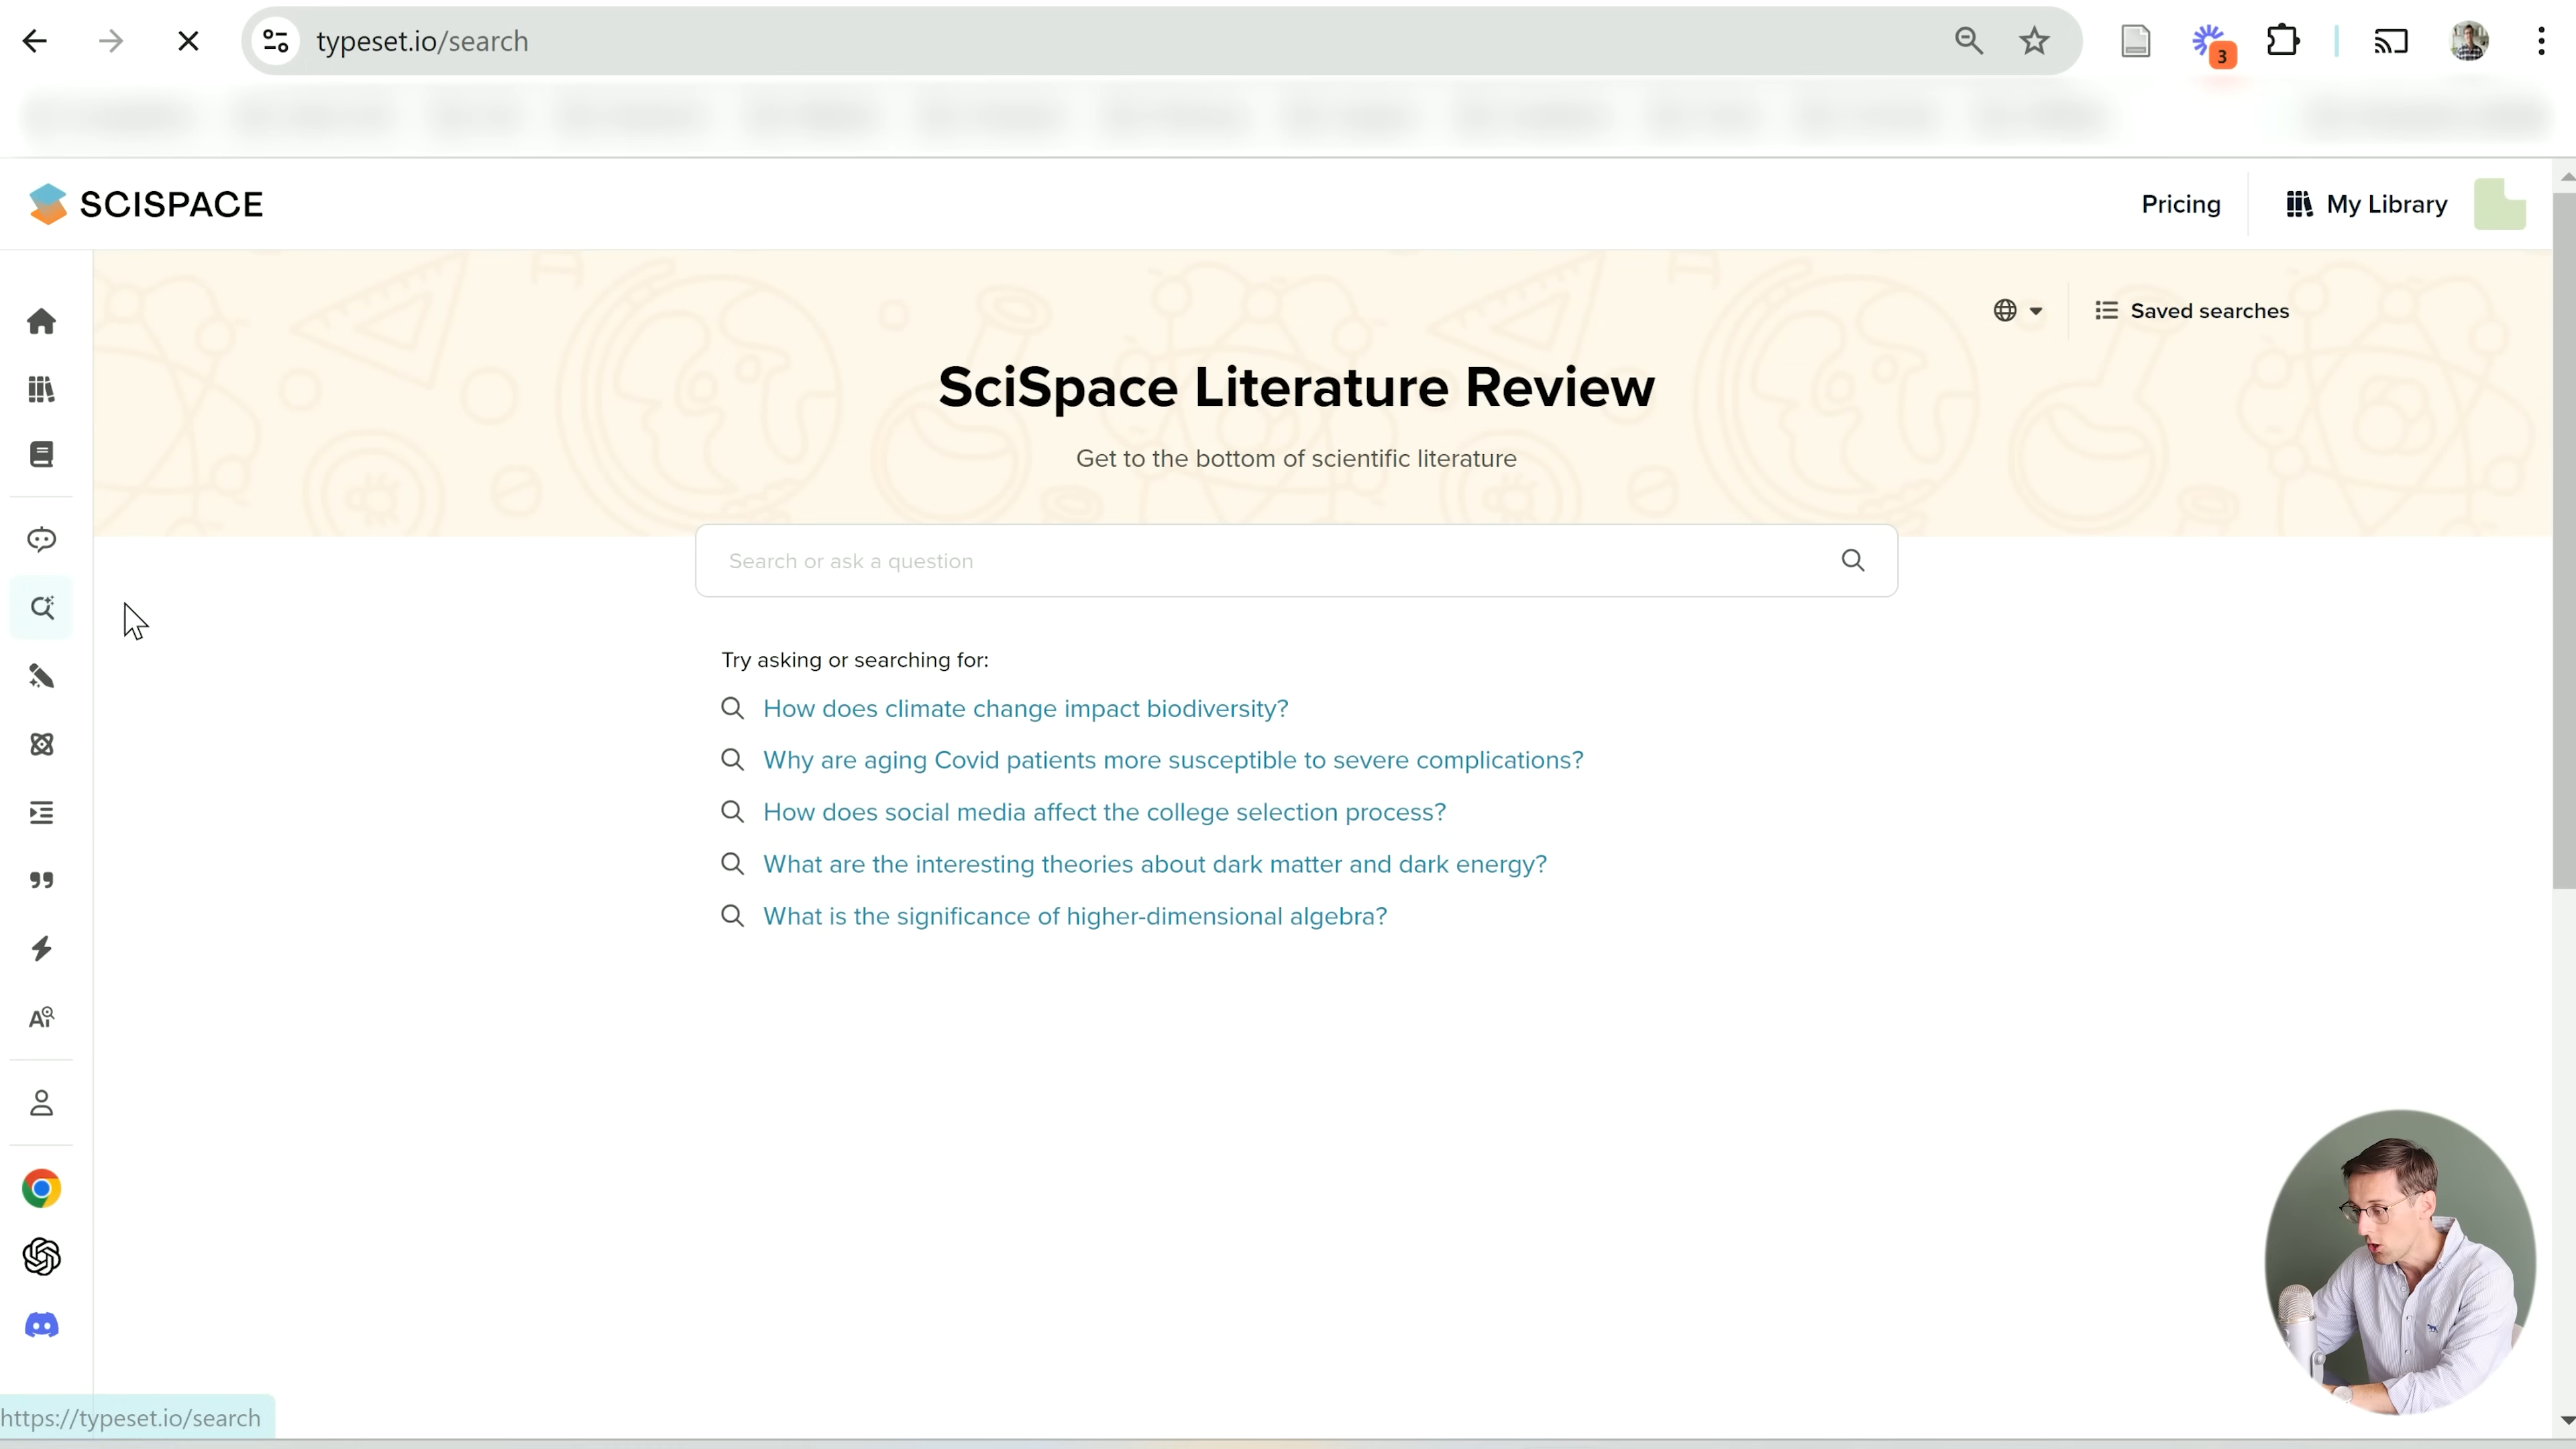 typeset.io/search
3
SCISPACE
Pricing
My Library
Saved searches
SciSpace Literature Review
Get to the bottom of scientific literature
Search or ask a question
Try asking or searching for:
How does climate change impact biodiversity?
Why are aging Covid patients more susceptible to severe complications?
How does social media affect the college selection process?
What are the interesting theories about dark matter and dark energy?
What is the significance of higher-dimensional algebra?
https://typeset.io/search